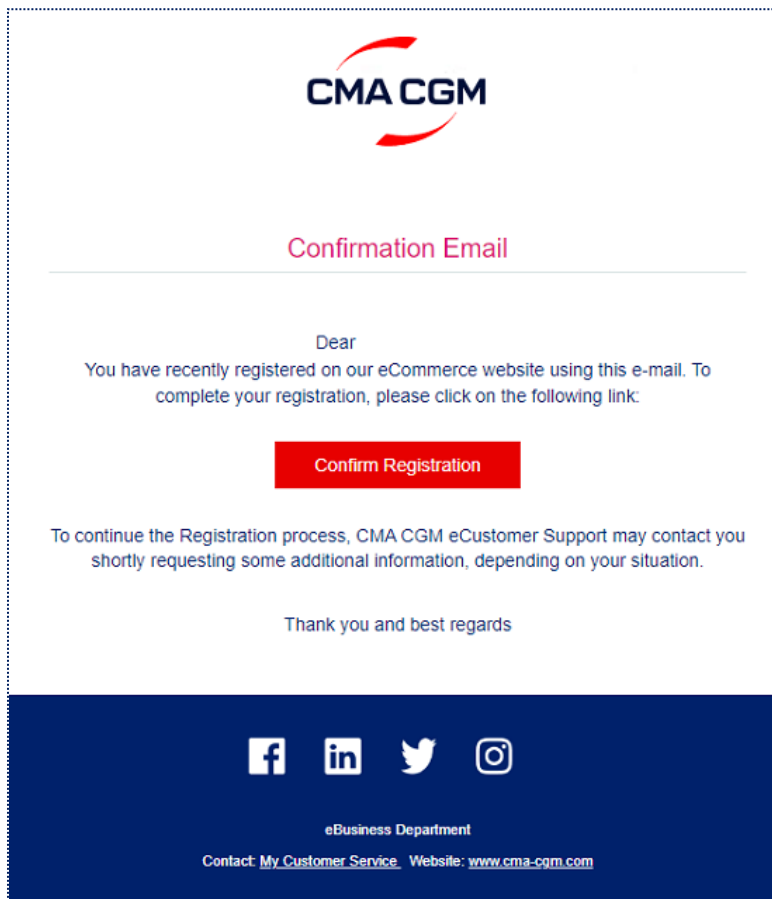 CMA CGM
Confirmation Email
Dear
You have recently registered on our eCommerce website using this e-mail. To
complete your registration, please click on the following link:
Confirm Registration
To continue the Registration process, CMA CGM eCustomer Support may contact you
shortly requesting some additional information, depending on your situation.
Thank you and best regards
eBusiness Department
Contact: My Customer Service Website: www.cma-cgm.com